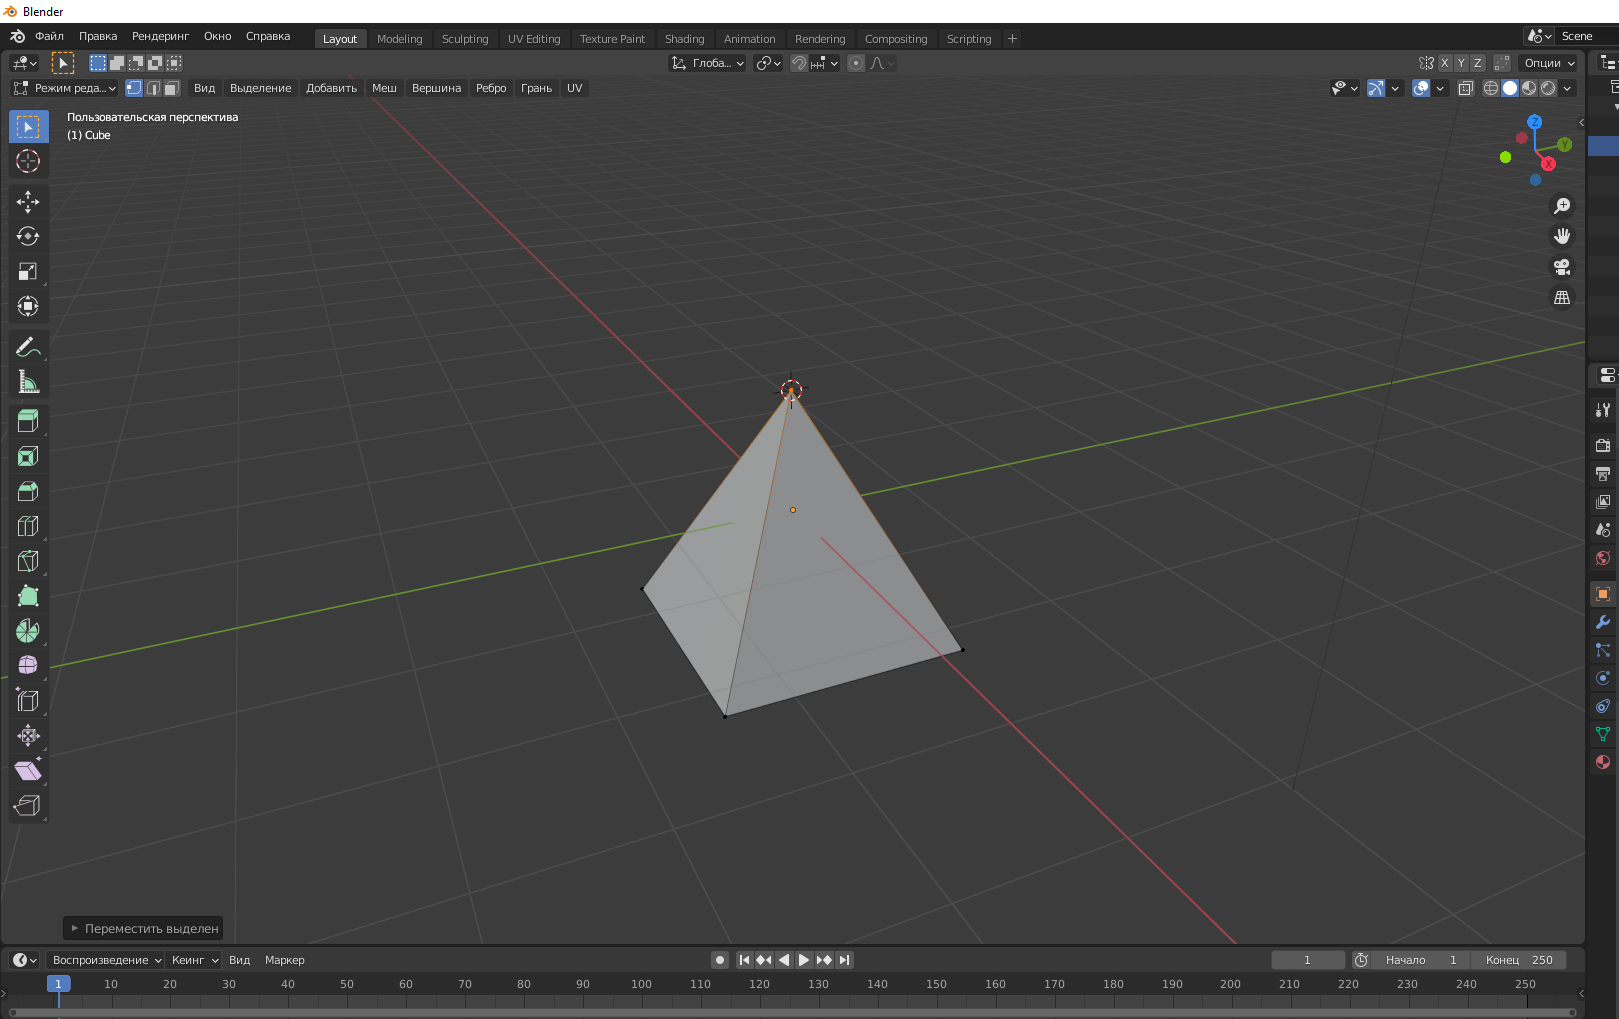 Blender
Файл Правка Рендеринг Окно Справка Layout Modeling Sculpting UV Editing Texture Paint Shading Animation Rendering Compositing Scripting + Scene
Глоба... X Y Z Опции
Режим реда... Вид Выделение Добавить Меш Вершина Ребро Грань UV
Пользовательская перспектива
(1) Cube
Z
Y
X
Переместить выделен
Воспроизведение Кеинг Вид Маркер 1 Начало 1 Конец 250
1 10 20 30 40 50 60 70 80 90 100 110 120 130 140 150 160 170 180 190 200 210 220 230 240 250